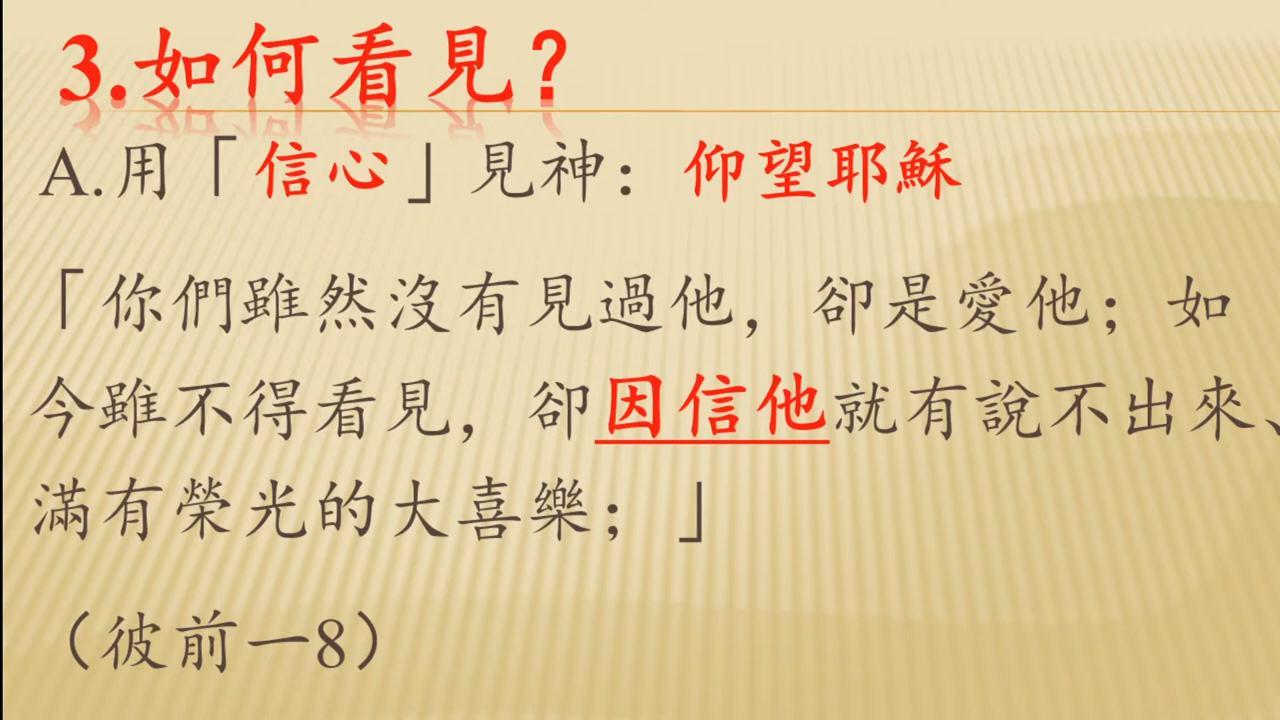 3.如何看見?
A.用「信心」見神：仰望耶穌
「你們雖然沒有見過他，卻是愛他；如
今雖不得看見，卻因信他就有說不出來、
滿有榮光的大喜樂；」
（彼前一8）